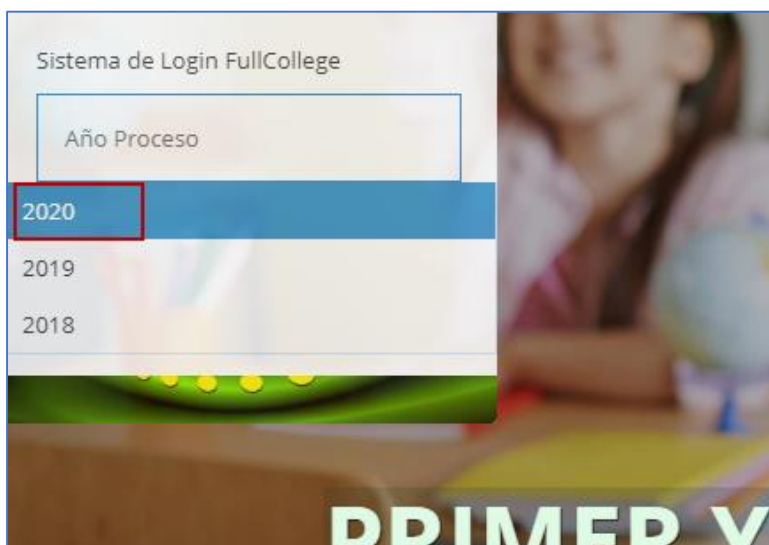 Sistema de Login FullCollege
Año Proceso
2020
2019
2018
PRIMER Y